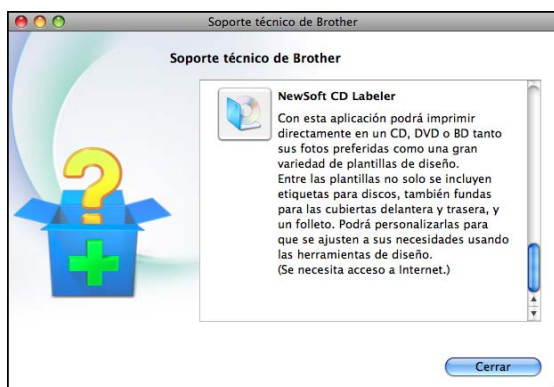 Soporte técnico de Brother
Soporte técnico de Brother
NewSoft CD Labeler
Con esta aplicación podrá imprimir
directamente en un CD, DVD o BD tanto
sus fotos preferidas como una gran
variedad de plantillas de diseño.
Entre las plantillas no solo se incluyen
etiquetas para discos, también fundas
para las cubiertas delantera y trasera, y
un folleto. Podrá personalizarlas para
que se ajusten a sus necesidades usando
las herramientas de diseño.
(Se necesita acceso a Internet.)
Cerrar